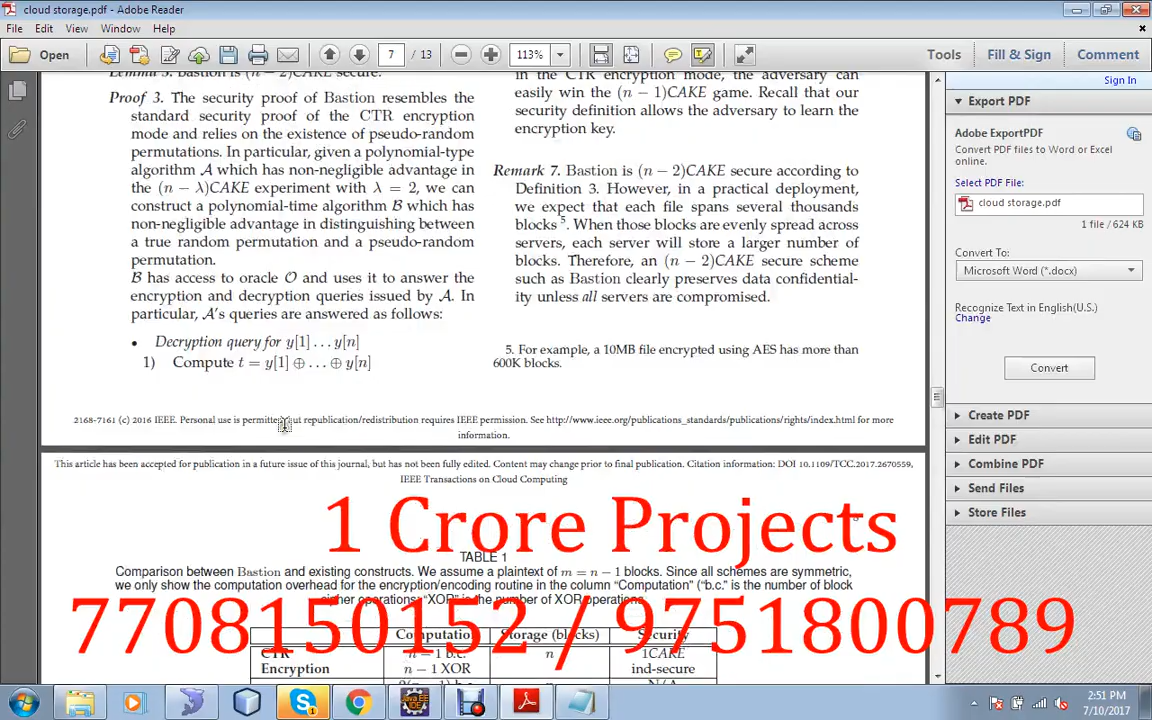 cloud storage.pdf - Adobe Reader
File Edit View Window Help
Open
7 / 13
113%
Tools Fill & Sign Comment
Lemma 3. Bastion is (n − 2)CAKE secure.
Proof 3. The security proof of Bastion resembles the
standard security proof of the CTR encryption
mode and relies on the existence of pseudo-random
permutations. In particular, given a polynomial-type
algorithm A which has non-negligible advantage in
the (n − λ)CAKE experiment with λ = 2, we can
construct a polynomial-time algorithm B which has
non-negligible advantage in distinguishing between
a true random permutation and a pseudo-random
permutation.
B has access to oracle O and uses it to answer the
encryption and decryption queries issued by A. In
particular, A's queries are answered as follows:
• Decryption query for y[1] . . . y[n]
1) Compute t = y[1] ⊕ . . . ⊕ y[n]
in the CTR encryption mode, the adversary can
easily win the (n − 1)CAKE game. Recall that our
security definition allows the adversary to learn the
encryption key.
Remark 7. Bastion is (n − 2)CAKE secure according to
Definition 3. However, in a practical deployment,
we expect that each file spans several thousands
blocks 5. When those blocks are evenly spread across
servers, each server will store a larger number of
blocks. Therefore, an (n − 2)CAKE secure scheme
such as Bastion clearly preserves data confidential-
ity unless all servers are compromised.
5. For example, a 10MB file encrypted using AES has more than
600K blocks.
2168-7161 (c) 2016 IEEE. Personal use is permitted, but republication/redistribution requires IEEE permission. See http://www.ieee.org/publications_standards/publications/rights/index.html for more
information.
This article has been accepted for publication in a future issue of this journal, but has not been fully edited. Content may change prior to final publication. Citation information: DOI 10.1109/TCC.2017.2670559,
IEEE Transactions on Cloud Computing
1 Crore Projects
TABLE 1
Comparison between Bastion and existing constructs. We assume a plaintext of m = n − 1 blocks. Since all schemes are symmetric,
we only show the computation overhead for the encryption/encoding routine in the column "Computation" ("b.c." is the number of block
cipher operations; "XOR" is the number of XOR operations.
7708150152 / 9751800789
Computation Storage (blocks) Security
CTR n − 1 b.c. n 1CAKE
Encryption n − 1 XOR ind-secure
N/A
Sign In
Export PDF
Adobe ExportPDF
Convert PDF files to Word or Excel
online.
Select PDF File:
cloud storage.pdf
1 file / 624 KB
Convert To:
Microsoft Word (*.docx)
Recognize Text in English(U.S.)
Change
Convert
Create PDF
Edit PDF
Combine PDF
Send Files
Store Files
2:51 PM
7/10/2017